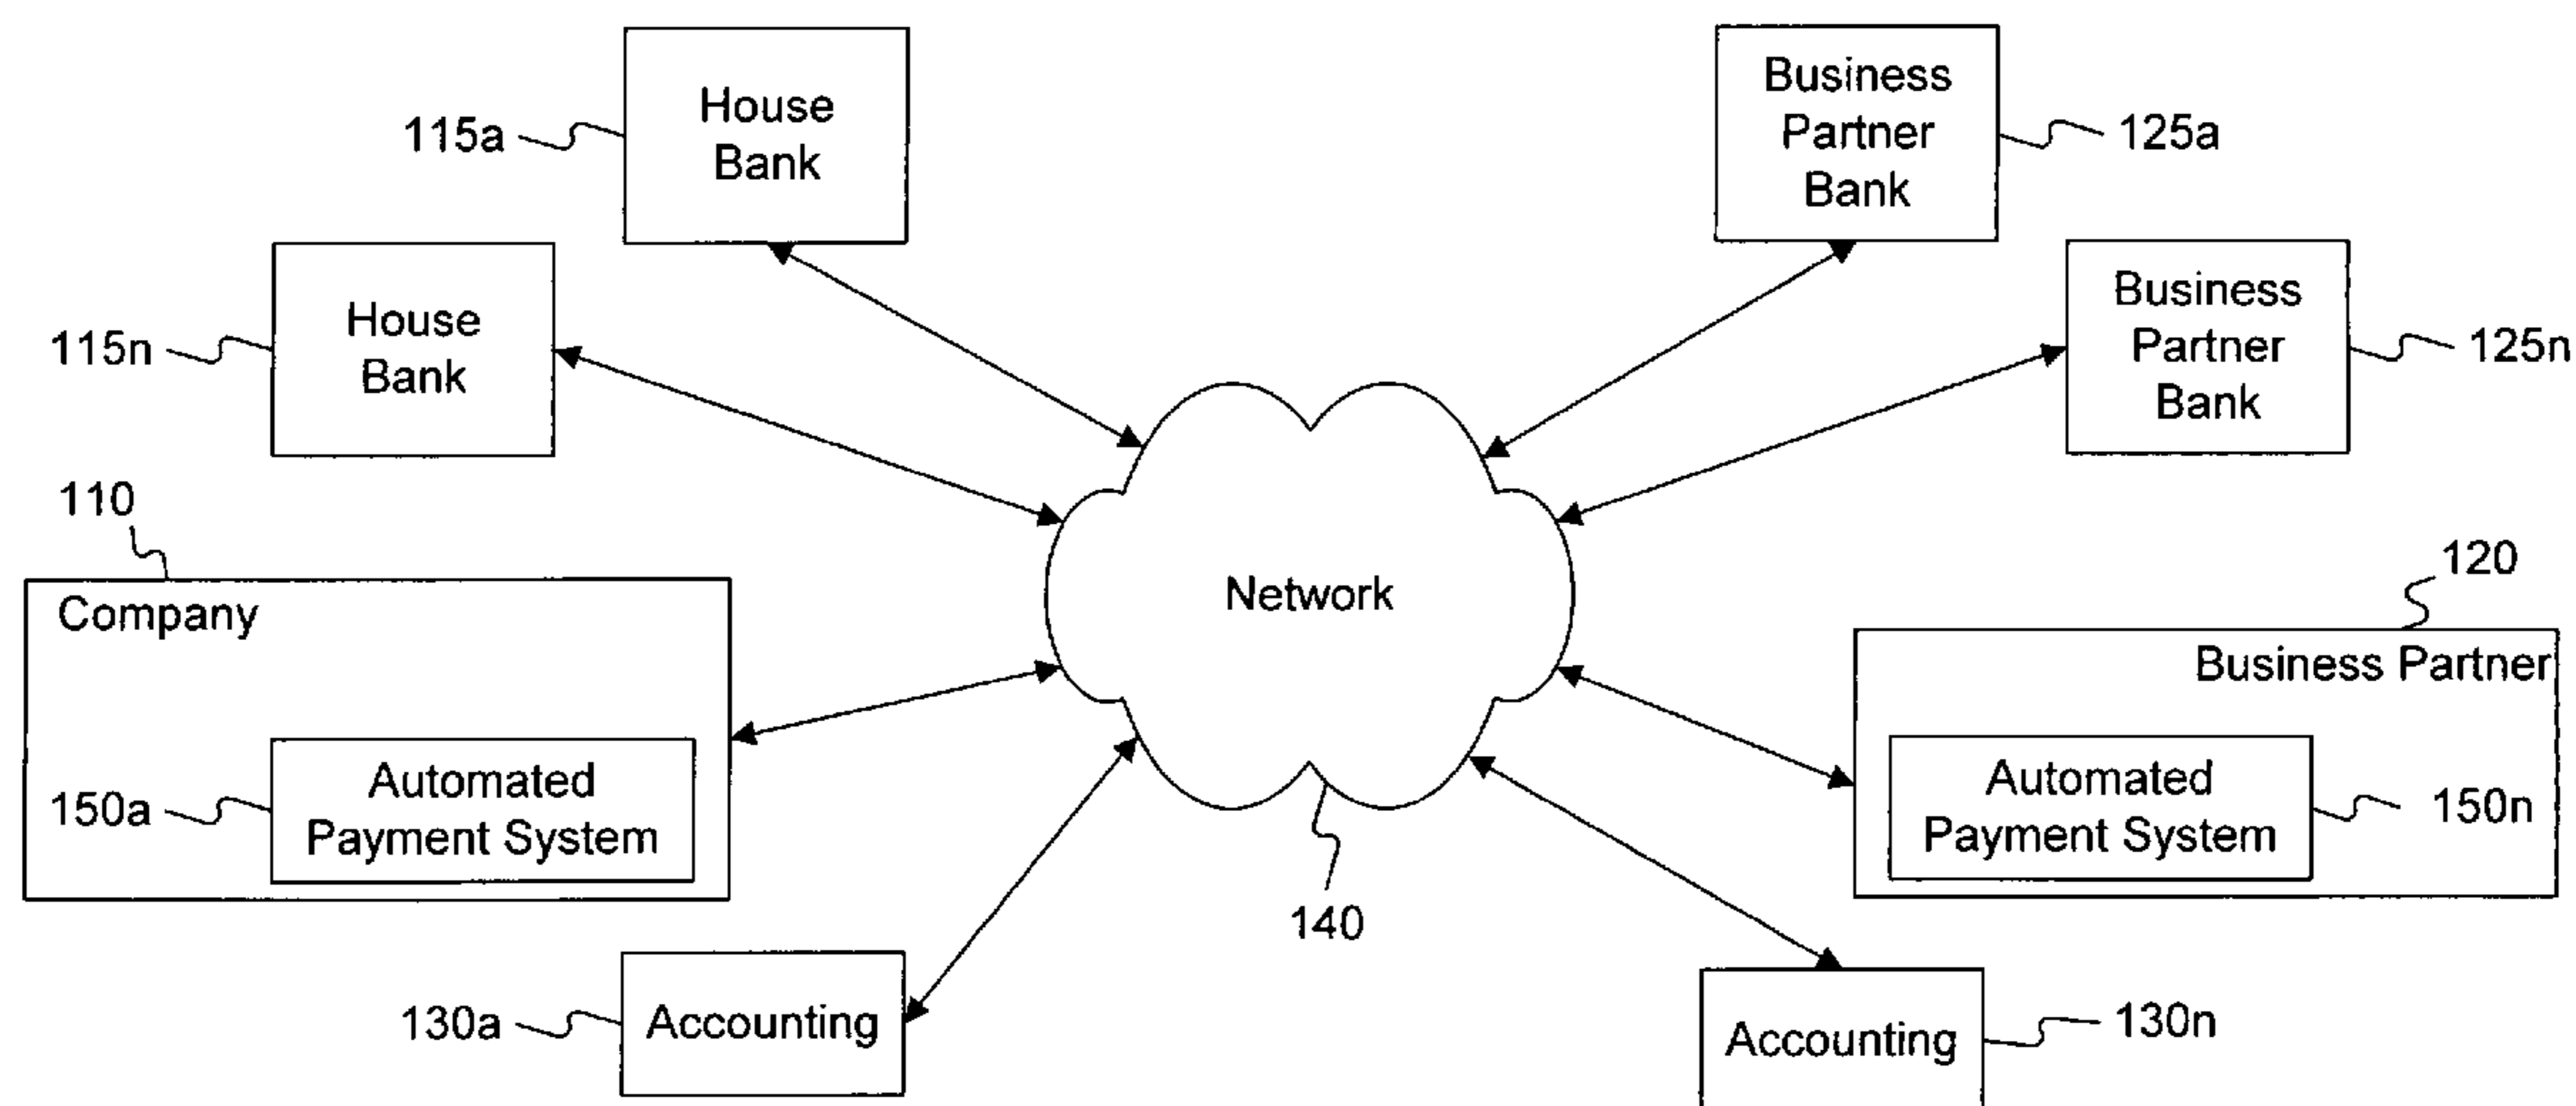 House
Bank
115a
Business
Partner
Bank
125a
House
Bank
115n
Business
Partner
Bank
125n
110
Company
Automated
Payment System
150a
Network
140
120
Business Partner
Automated
Payment System
150n
130a
Accounting
Accounting
130n